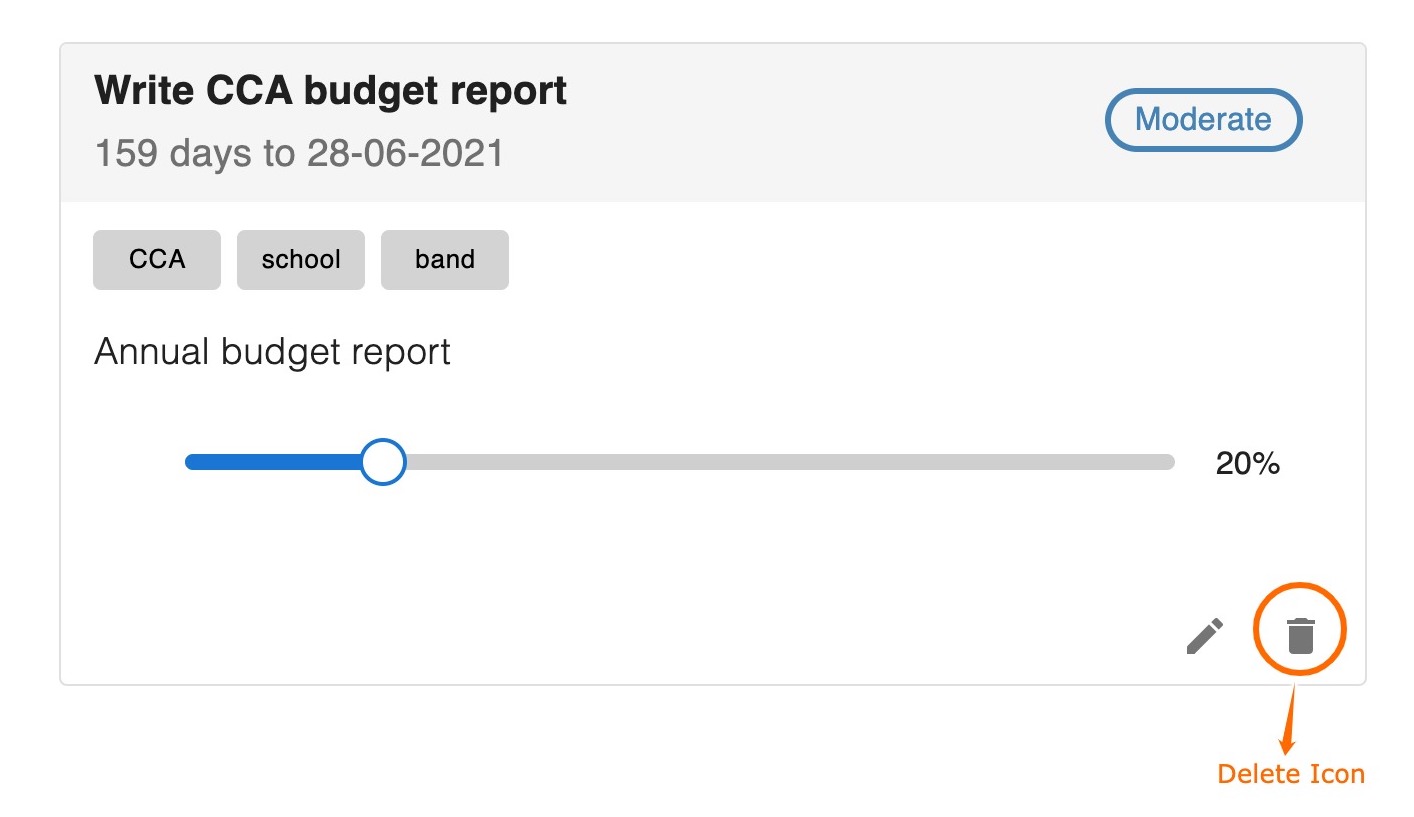 Write CCA budget report
159 days to 28-06-2021
Moderate
CCA
school
band
Annual budget report
20%
Delete Icon